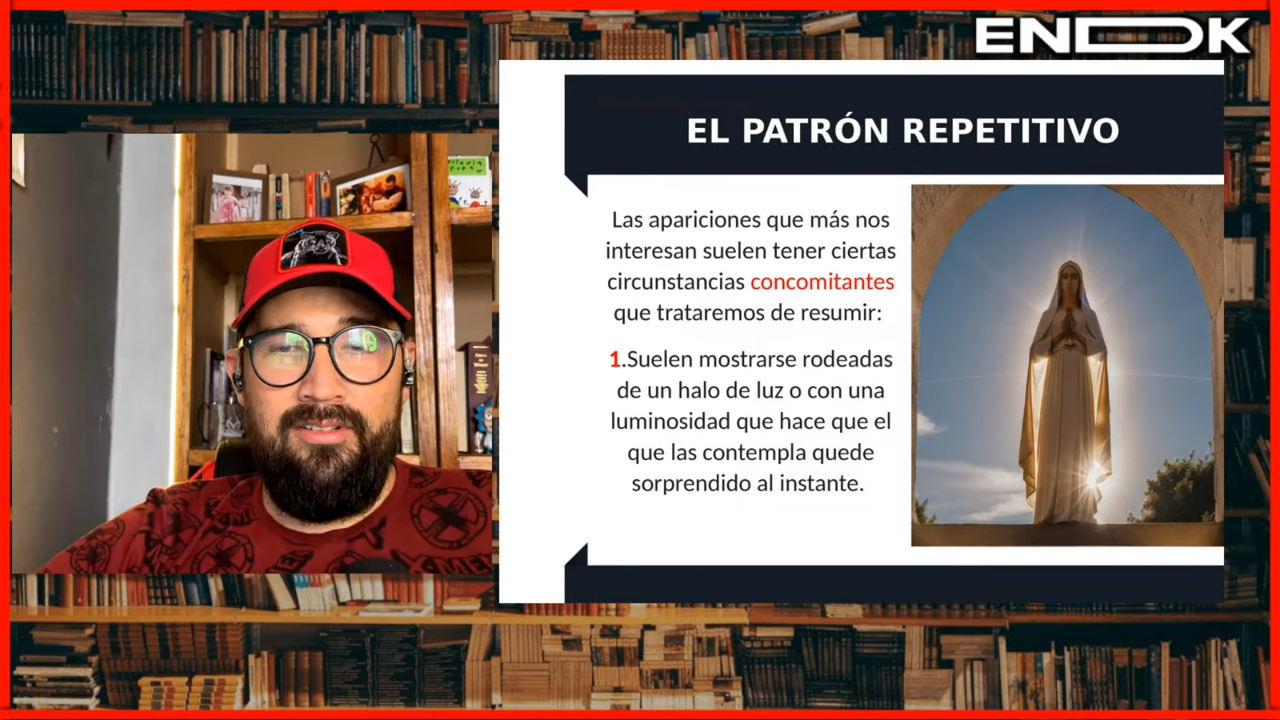 ENDK
EL PATRÓN REPETITIVO
Las apariciones que más nos
interesan suelen tener ciertas
circunstancias concomitantes
que trataremos de resumir:
1.Suelen mostrarse rodeadas
de un halo de luz o con una
luminosidad que hace que el
que las contempla quede
sorprendido al instante.